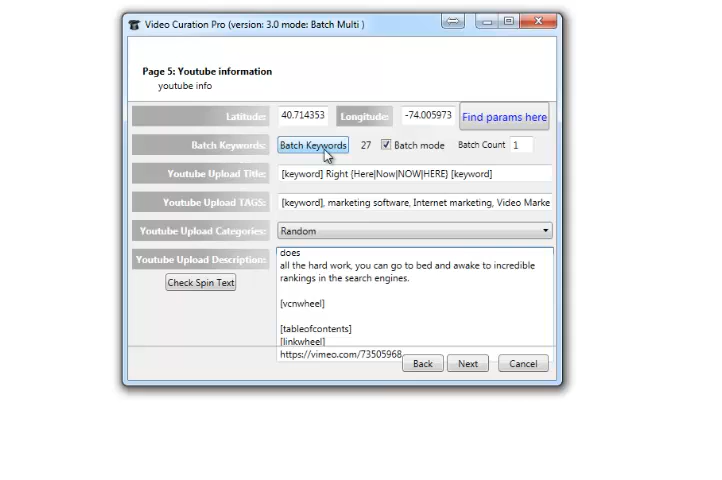 Video Curation Pro (version: 3.0 mode: Batch Multi )
Page 5: Youtube information
youtube info
Latitude: 40.714353 Longitude: -74.005973 Find params here
Batch Keywords: Batch Keywords 27 Batch mode Batch Count 1
Youtube Upload Title: [keyword] Right {Here|Now|NOW|HERE} [keyword]
Youtube Upload TAGS: [keyword], marketing software, Internet marketing, Video Marke
Youtube Upload Categories: Random
Youtube Upload Description: does
all the hard work, you can go to bed and awake to incredible
Check Spin Text rankings in the search engines.
[vcnwheel]
[tableofcontents]
[linkwheel]
https://vimeo.com/73505968
Back Next Cancel